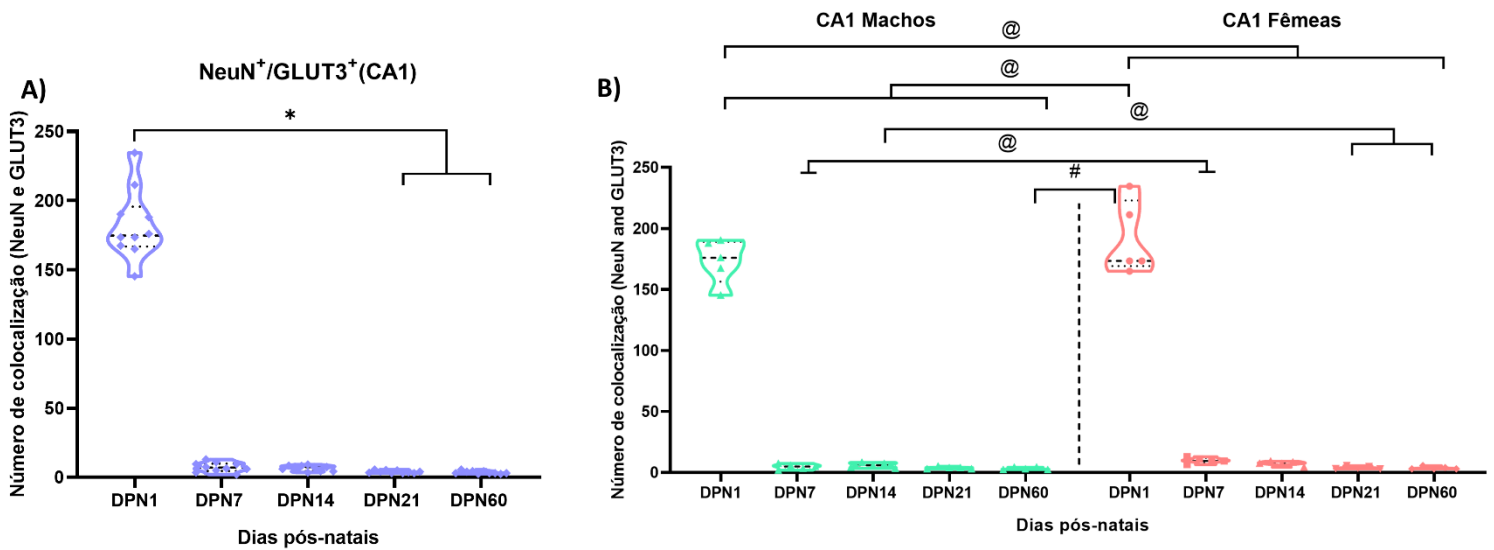 A)
NeuN⁺/GLUT3⁺(CA1)
*
Número de colocalização (NeuN e GLUT3)
250
200
150
100
50
0
DPN1 DPN7 DPN14 DPN21 DPN60
Dias pós-natais
B)
CA1 Machos CA1 Fêmeas
@
@
@
@
#
Número de colocalização (NeuN and GLUT3)
250
200
150
100
50
0
DPN1 DPN7 DPN14 DPN21 DPN60 DPN1 DPN7 DPN14 DPN21 DPN60
Dias pós-natais